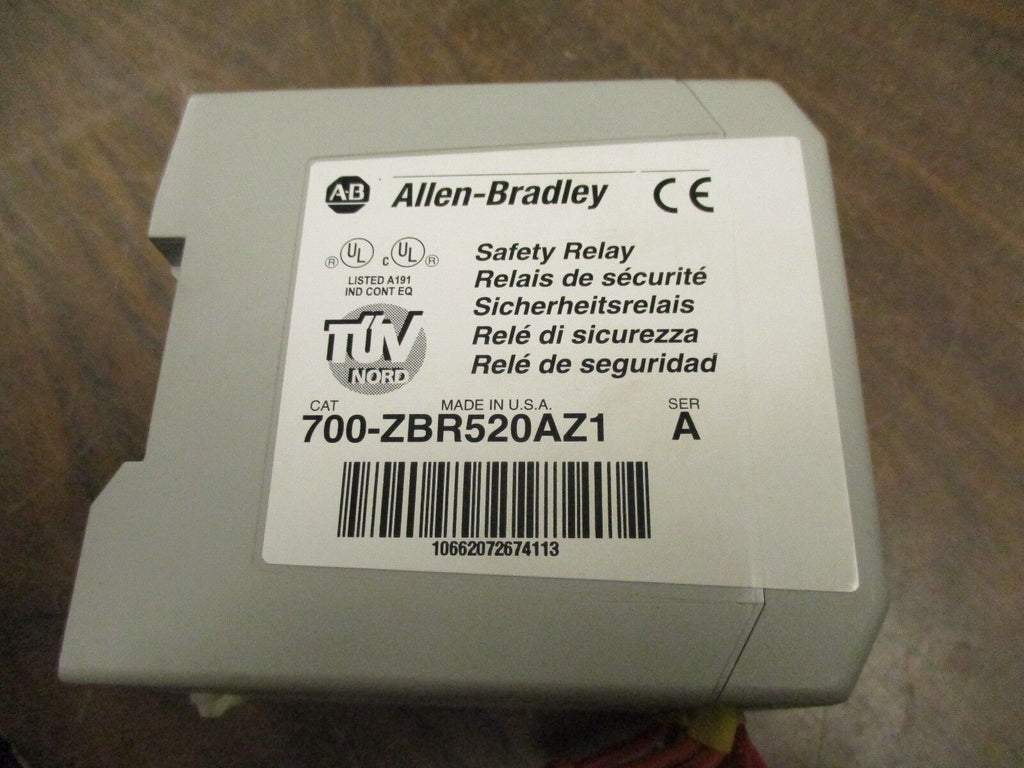 A-B Allen-Bradley CE
® UL c UL ®
LISTED A191
IND CONT EQ
TÜV
NORD
Safety Relay
Relais de sécurité
Sicherheitsrelais
Relé di sicurezza
Relé de seguridad
CAT MADE IN U.S.A. SER
700-ZBR520AZ1 A
10662072674113